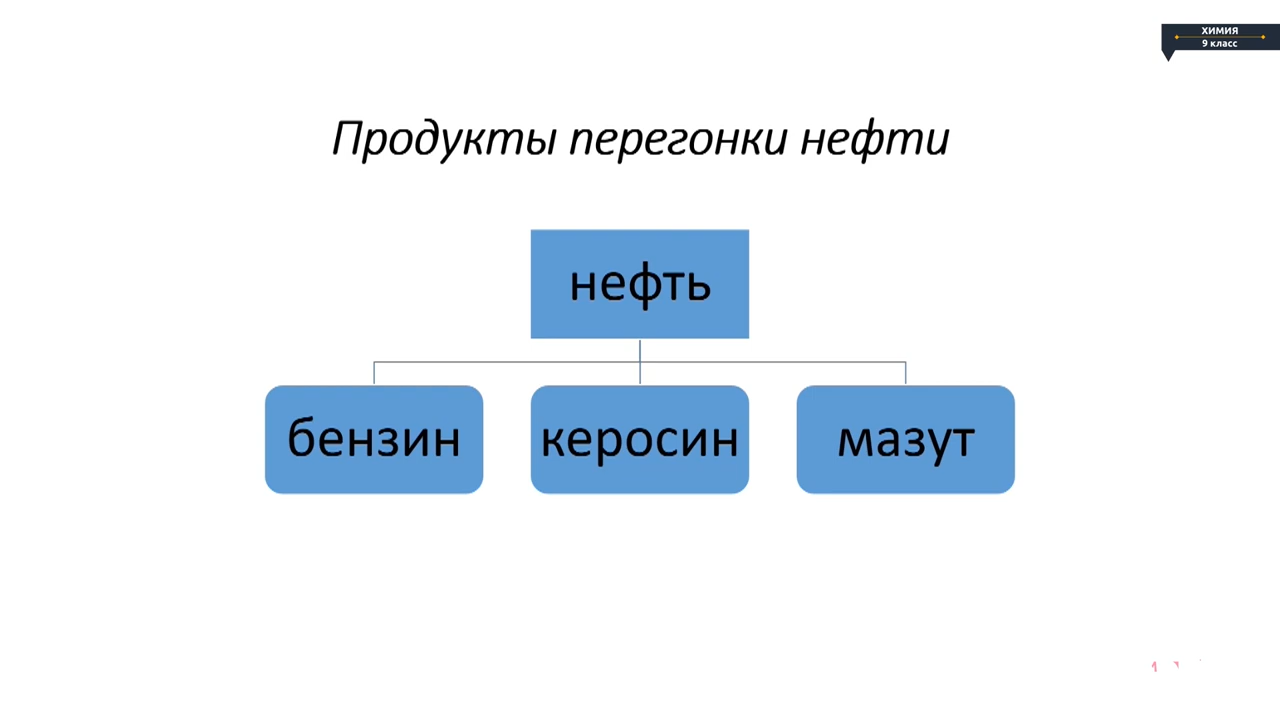 ХИМИЯ
9 класс
Продукты перегонки нефти
нефть
бензин
керосин
мазут